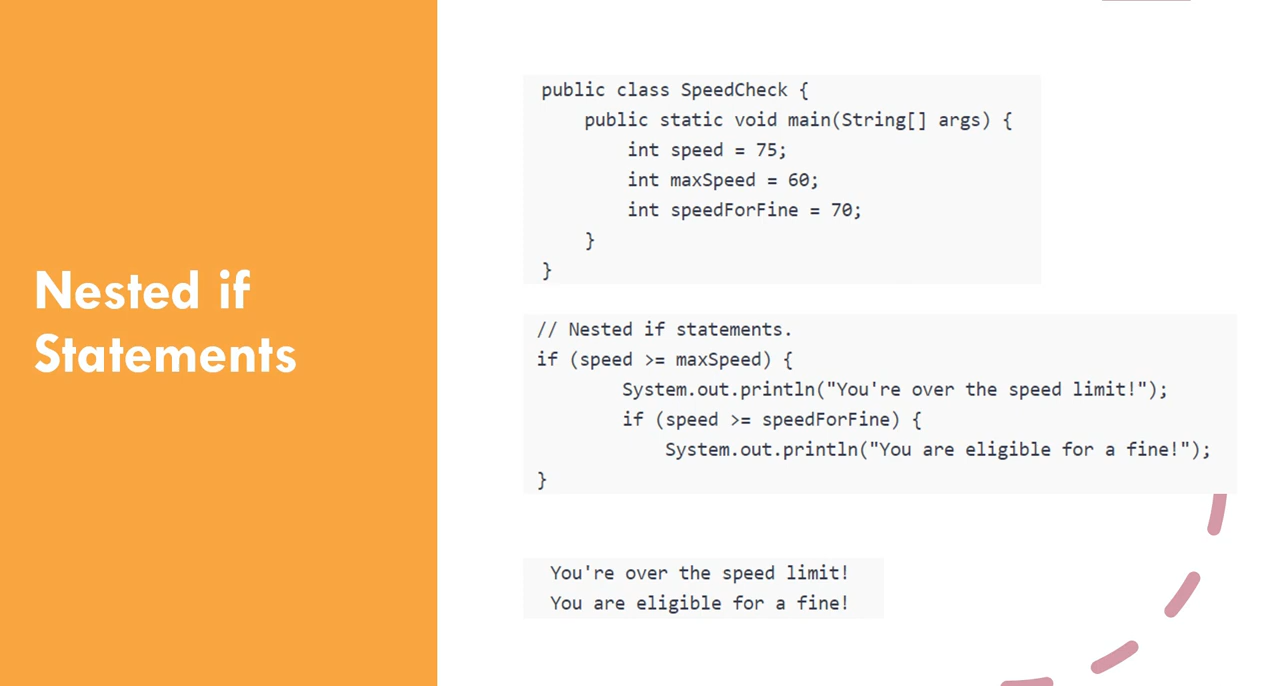 Nested if
Statements
public class SpeedCheck {
    public static void main(String[] args) {
        int speed = 75;
        int maxSpeed = 60;
        int speedForFine = 70;
    }
}
// Nested if statements.
if (speed >= maxSpeed) {
        System.out.println("You're over the speed limit!");
        if (speed >= speedForFine) {
            System.out.println("You are eligible for a fine!");
}
You're over the speed limit!
You are eligible for a fine!